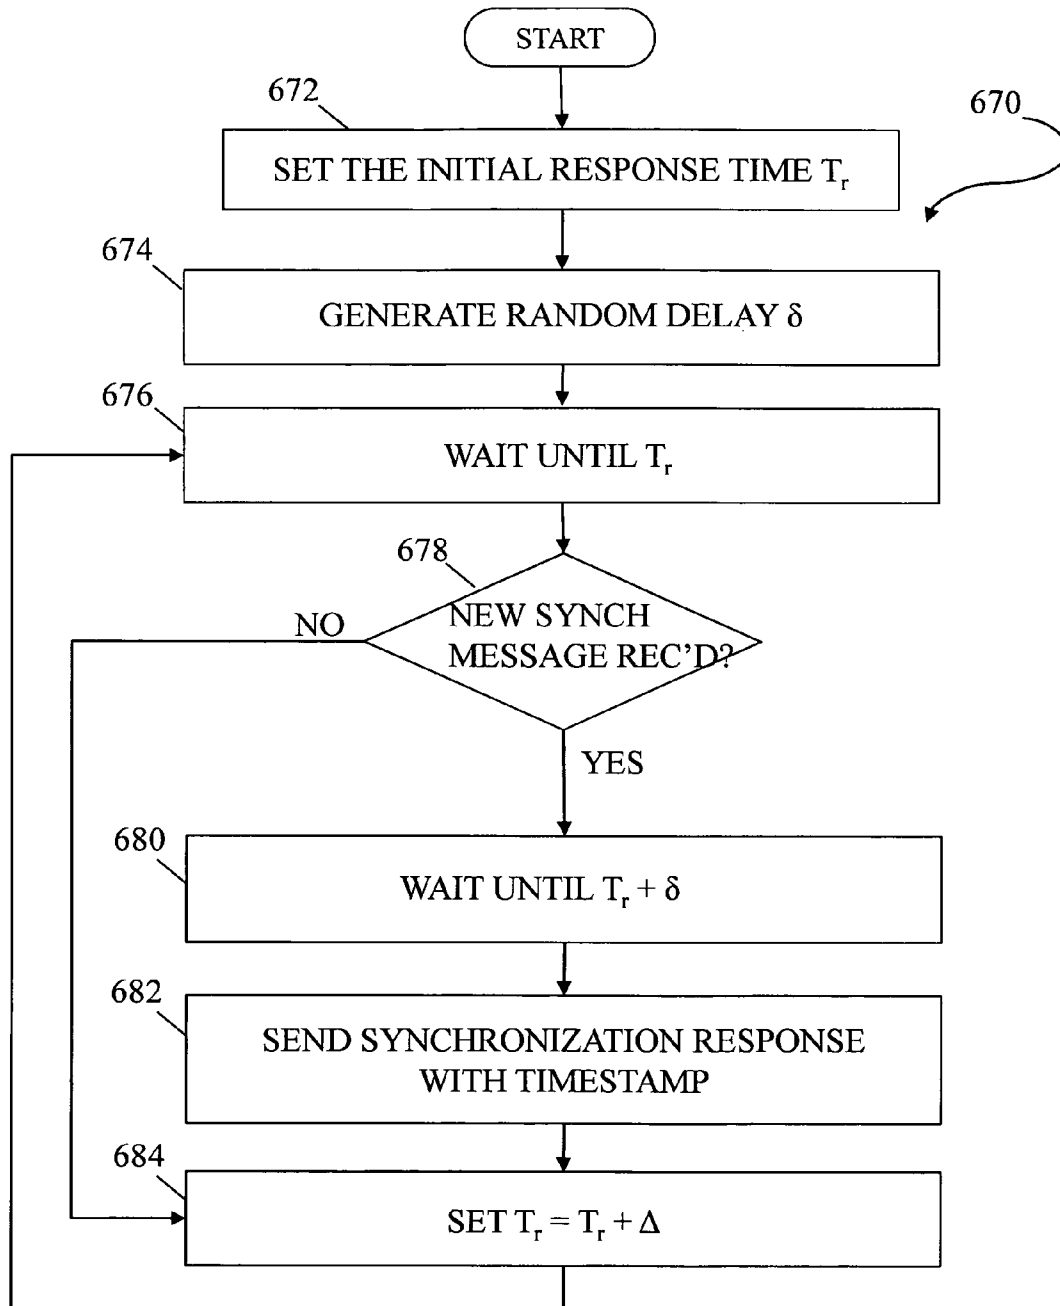 START
672
670
SET THE INITIAL RESPONSE TIME Tr
674
GENERATE RANDOM DELAY δ
676
WAIT UNTIL Tr
678
NO
NEW SYNCH
MESSAGE REC'D?
YES
680
WAIT UNTIL Tr + δ
682
SEND SYNCHRONIZATION RESPONSE
WITH TIMESTAMP
684
SET Tr = Tr + Δ